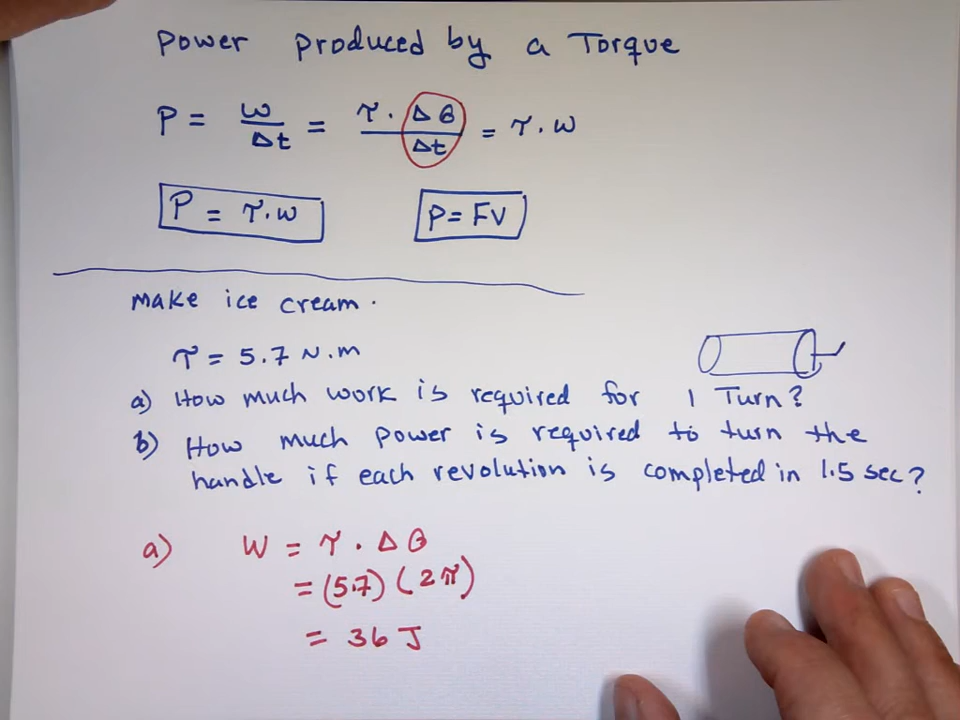 Power produced by a Torque
P = W/Δt = τ·Δθ/Δt = τ·ω
P = τ·ω
P = FV
Make ice cream.
τ = 5.7 N.m
a) How much work is required for 1 Turn?
b) How much power is required to turn the
handle if each revolution is completed in 1.5 sec?
a) W = τ·Δθ
= (5.7)(2π)
= 36 J